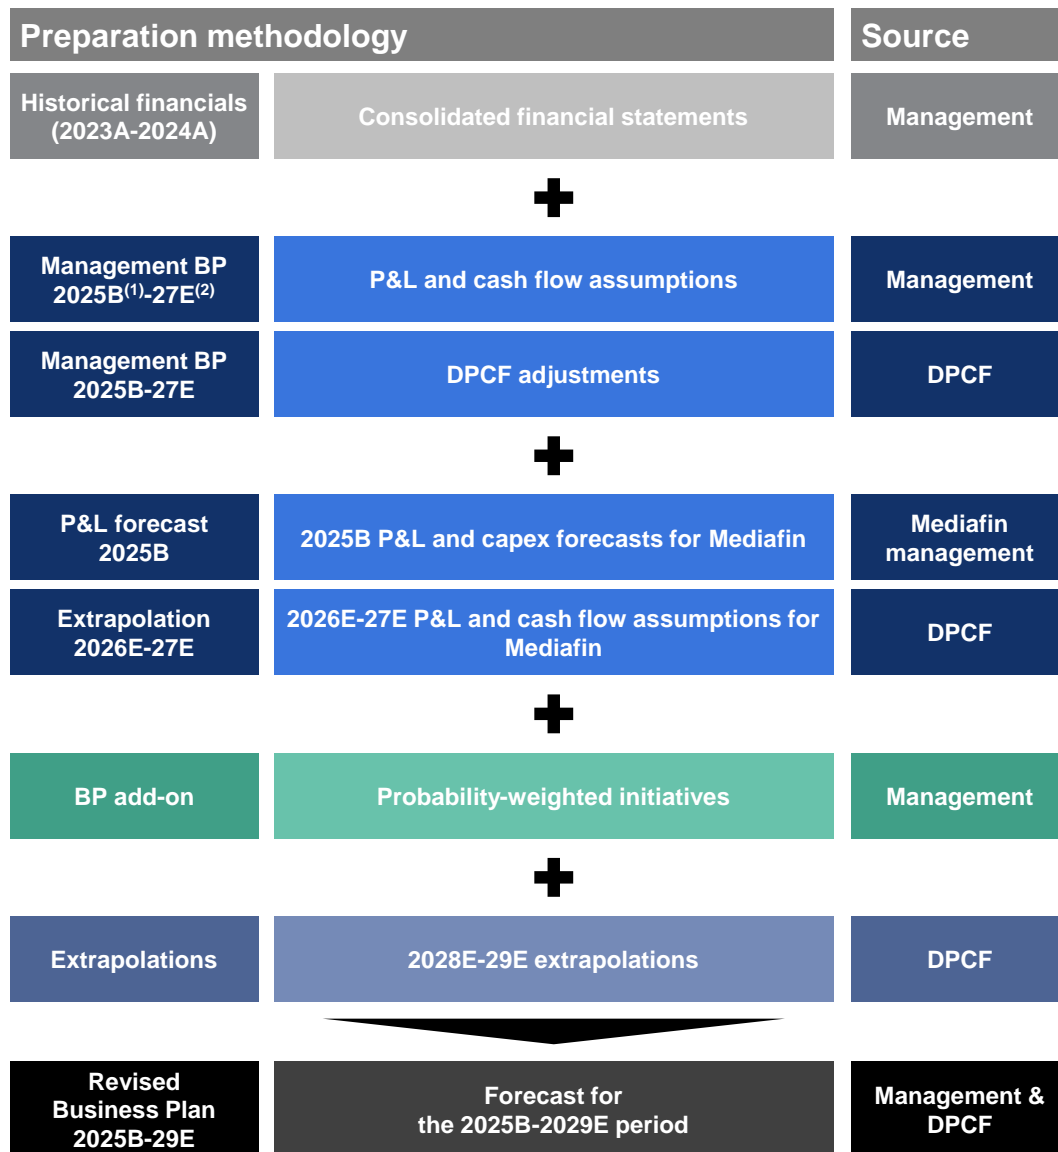 Preparation methodology
Source
Historical financials
(2023A-2024A)
Consolidated financial statements
Management
Management BP
2025B(1)-27E(2)
P&L and cash flow assumptions
Management
Management BP
2025B-27E
DPCF adjustments
DPCF
P&L forecast
2025B
2025B P&L and capex forecasts for Mediafin
Mediafin
management
Extrapolation
2026E-27E
2026E-27E P&L and cash flow assumptions for
Mediafin
DPCF
BP add-on
Probability-weighted initiatives
Management
Extrapolations
2028E-29E extrapolations
DPCF
Revised
Business Plan
2025B-29E
Forecast for
the 2025B-2029E period
Management &
DPCF